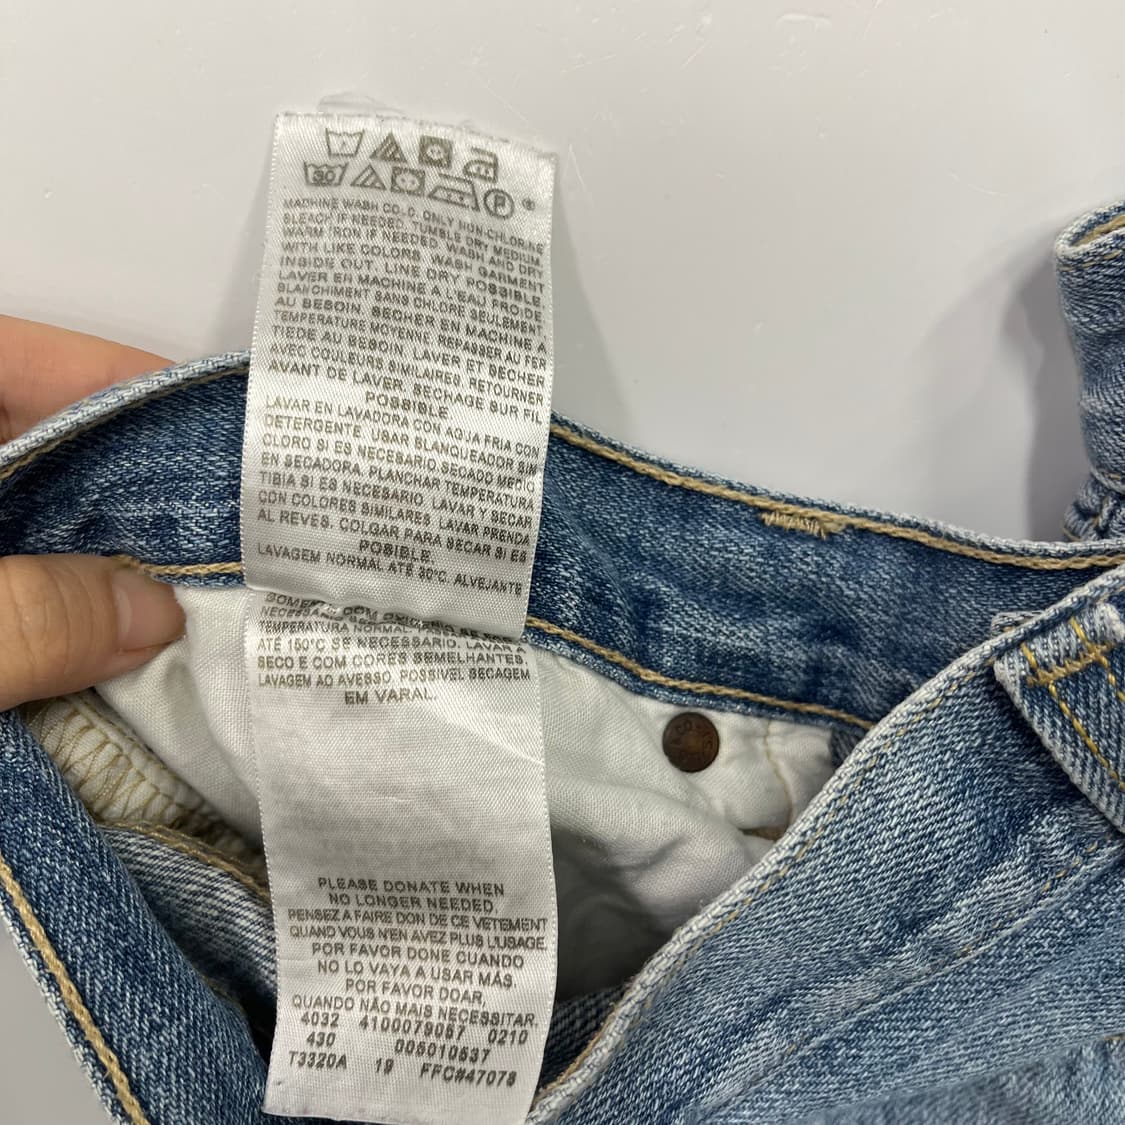 30
P
®
MACHINE WASH COLD. ONLY NON-CHLORINE
BLEACH IF NEEDED. TUMBLE DRY MEDIUM.
WARM IRON IF NEEDED. WASH AND DRY
WITH LIKE COLORS. WASH GARMENT
INSIDE OUT. LINE DRY POSSIBLE.
LAVER EN MACHINE A L'EAU FROIDE.
BLANCHIMENT SANS CHLORE SEULEMENT,
AU BESOIN. SECHER EN MACHINE A
TEMPERATURE MOYENNE. REPASSER AU FER
TIEDE AU BESOIN. LAVER ET SECHER
AVEC COULEURS SIMILAIRES. RETOURNER
AVANT DE LAVER. SECHAGE SUR FIL
POSSIBLE
LAVAR EN LAVADORA CON AGUA FRIA CON
DETERGENTE. USAR BLANQUEADOR SIN
CLORO SI ES NECESARIO SECADO MEDIO
EN SECADORA. PLANCHAR TEMPERATURA
TIBIA SI ES NECESARIO. LAVAR Y SECAR
CON COLORES SIMILARES LAVAR PRENDA
AL REVES. COLGAR PARA SECAR SI ES
POSIBLE.
LAVAGEM NORMAL ATÉ 30°C. ALVEJANTE
TEMPERATURA NORMAL.
ATÉ 150°C SE NECESSARIO. LAVAR A
SECO E COM CORES SEMELHANTES.
LAVAGEM AO AVESSO. POSSIVEL SECAGEM
EM VARAL.
PLEASE DONATE WHEN
NO LONGER NEEDED.
PENSEZ A FAIRE DON DE CE VETEMENT
QUAND VOUS N'EN AVEZ PLUS L'USAGE.
POR FAVOR DONE CUANDO
NO LO VAYA A USAR MÁS.
POR FAVOR DOAR,
QUANDO NÃO MAIS NECESSITAR.
4032 4100079067 0210
430 005010637
T3320A 19 FFC#47078